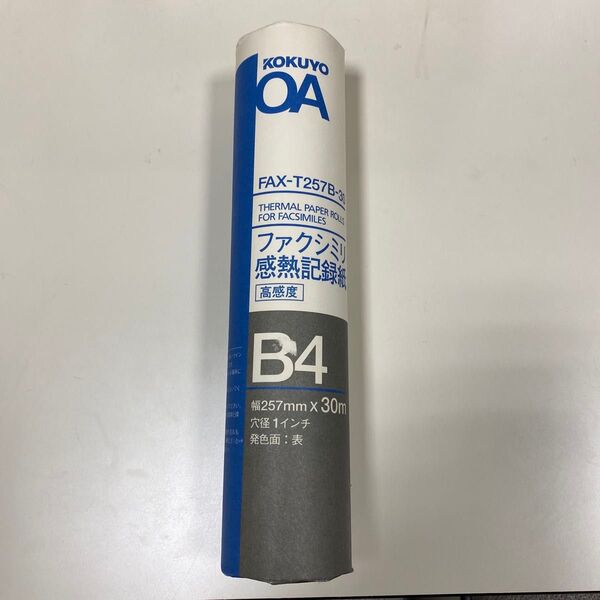 KOKUYO
OA
FAX-T257B-30
THERMAL PAPER ROLLS
FOR FACSIMILES
ファクシミリ
感熱記録紙
高感度
B4
幅257mm x 30m
穴径1インチ
発色面:表